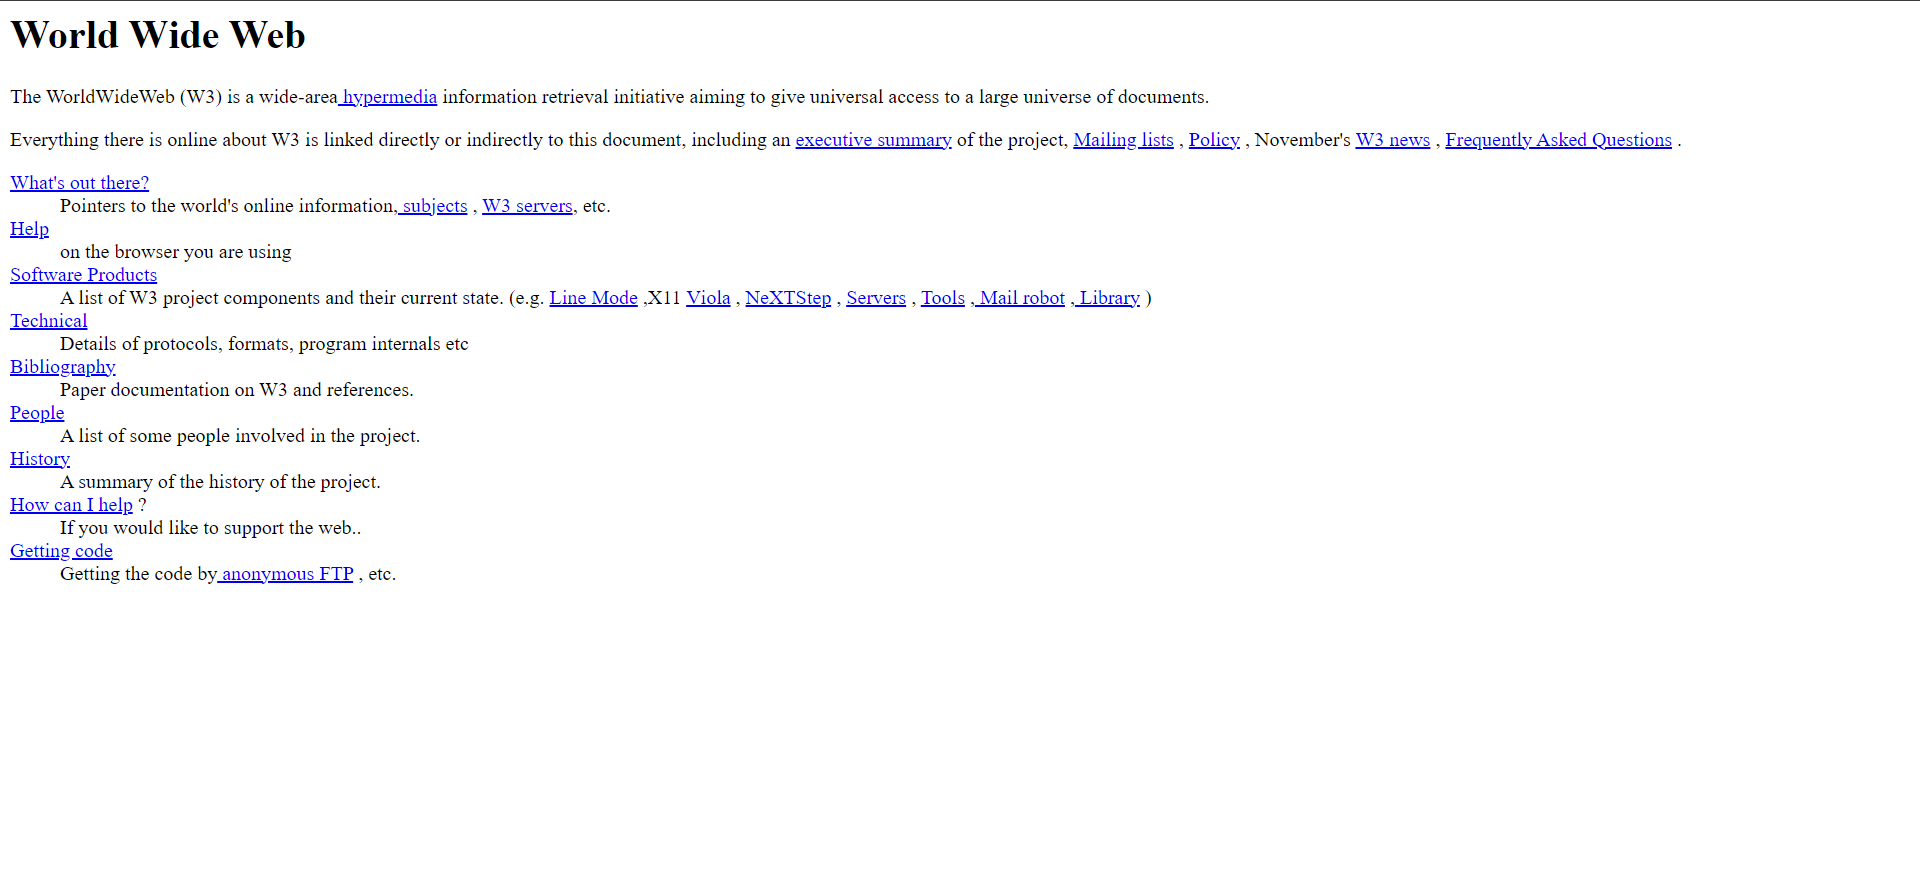 World Wide Web
The WorldWideWeb (W3) is a wide-area hypermedia information retrieval initiative aiming to give universal access to a large universe of documents.
Everything there is online about W3 is linked directly or indirectly to this document, including an executive summary of the project, Mailing lists , Policy , November's W3 news , Frequently Asked Questions .
What's out there?
Pointers to the world's online information, subjects , W3 servers, etc.
Help
on the browser you are using
Software Products
A list of W3 project components and their current state. (e.g. Line Mode ,X11 Viola , NeXTStep , Servers , Tools , Mail robot , Library )
Technical
Details of protocols, formats, program internals etc
Bibliography
Paper documentation on W3 and references.
People
A list of some people involved in the project.
History
A summary of the history of the project.
How can I help ?
If you would like to support the web..
Getting code
Getting the code by anonymous FTP , etc.